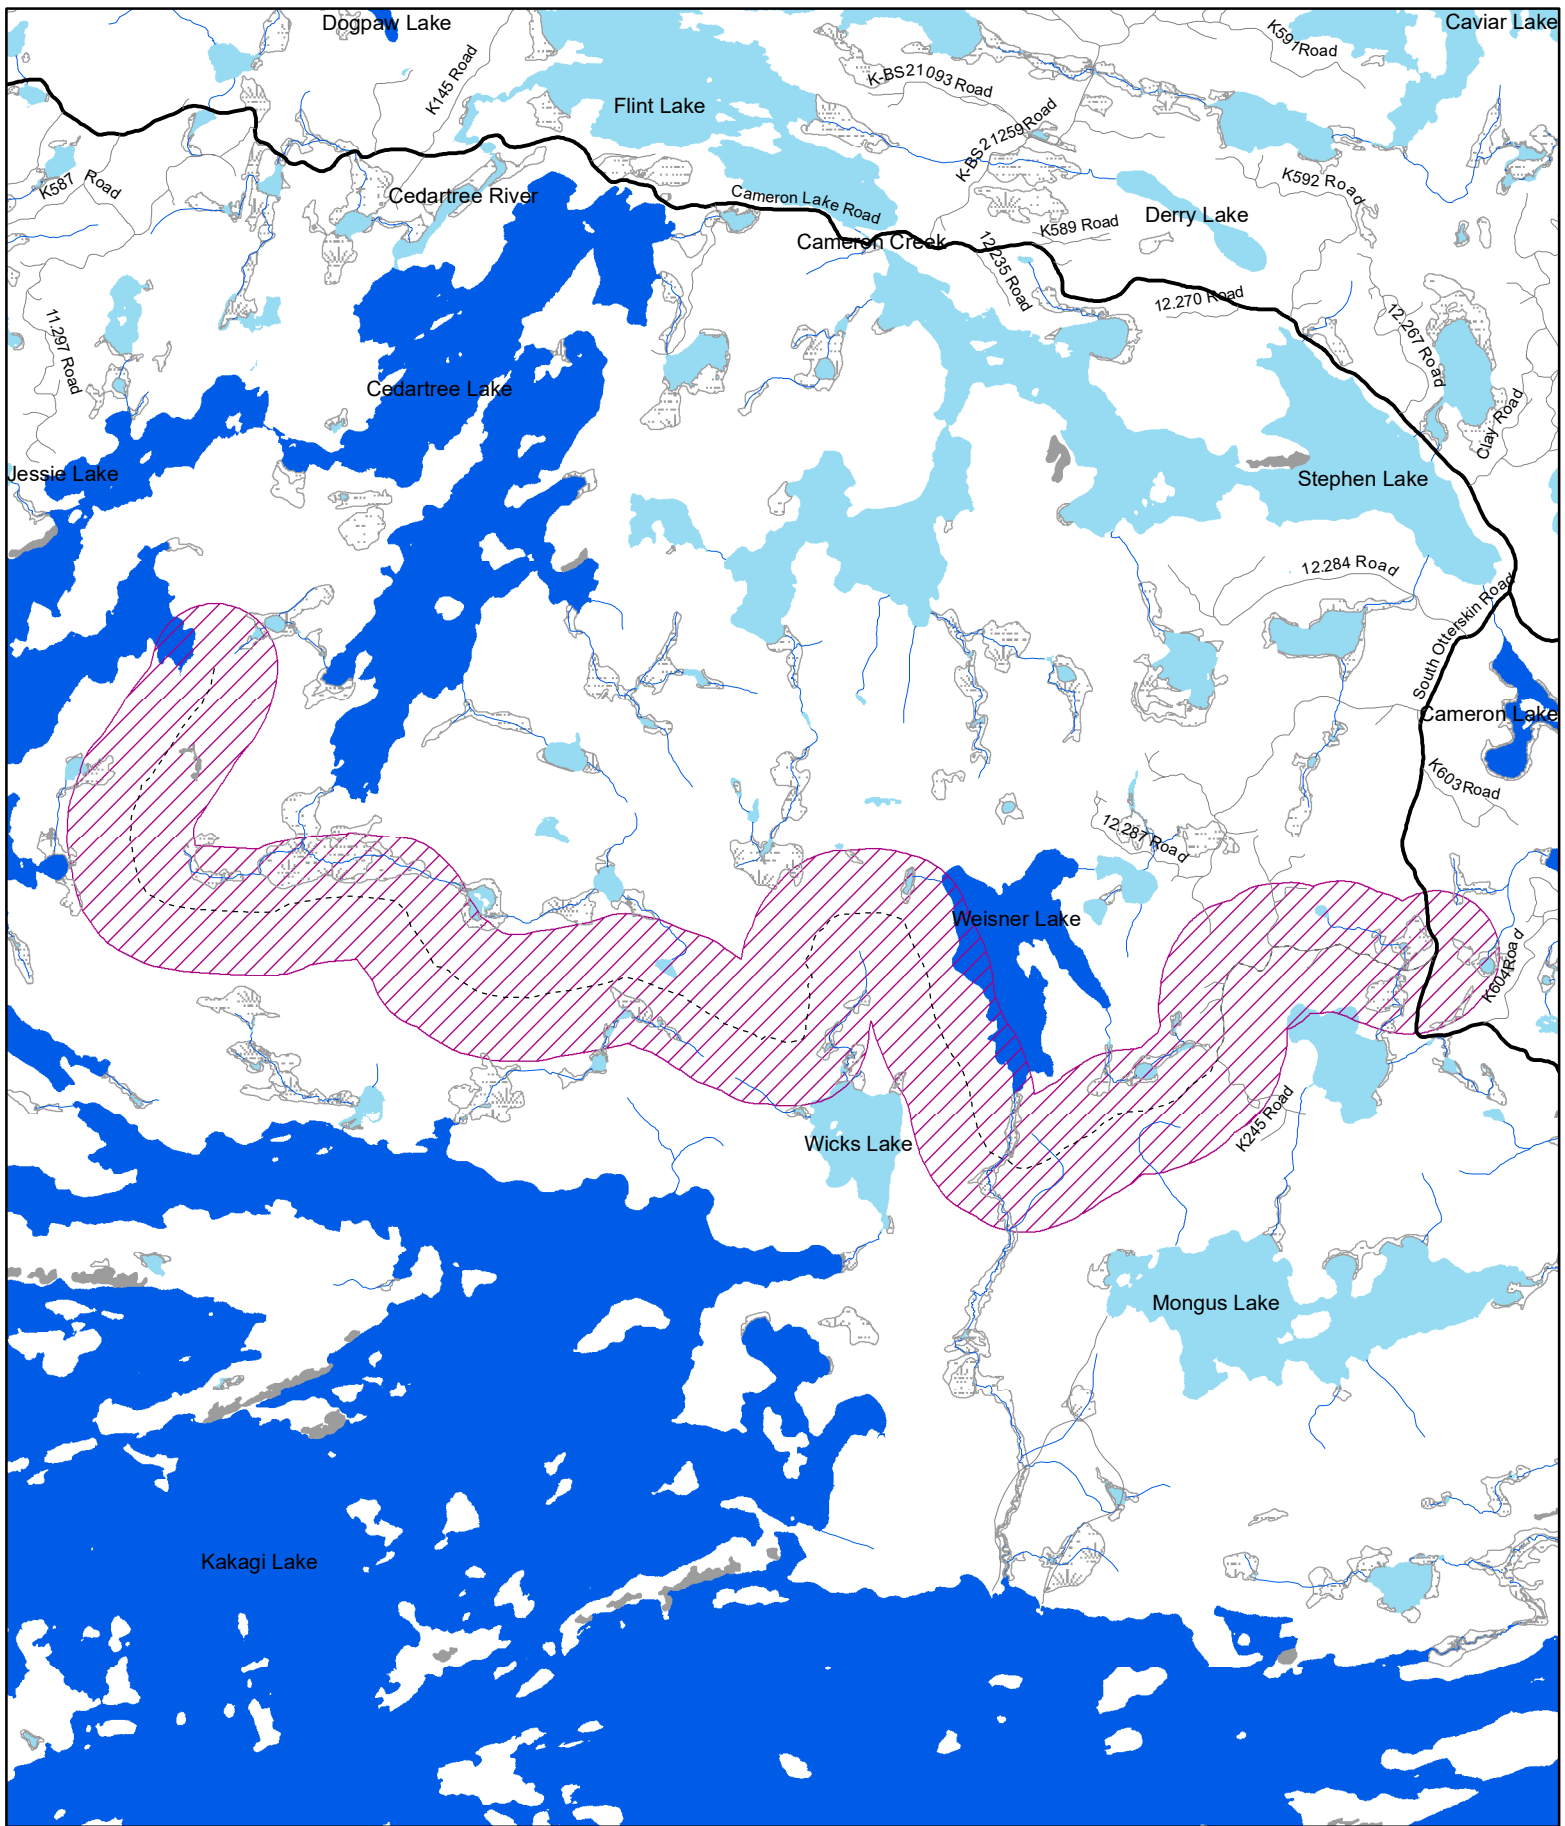 Dogpaw Lake
Caviar Lake
K591Road
K145 Road
K-BS21093 Road
Flint Lake
K-BS21259 Road
K587 Road
Cedartree River
Cameron Lake Road
K592 Road
Derry Lake
K589 Road
Cameron Creek
12.235 Road
12.270 Road
11.297 Road
12.267 Road
Cedartree Lake
Clay Road
Jessie Lake
Stephen Lake
12.284 Road
South Otterskin Road
Cameron Lake
K603 Road
12.287 Road
Weisner Lake
K604 Road
K245 Road
Wicks Lake
Mongus Lake
Kakagi Lake